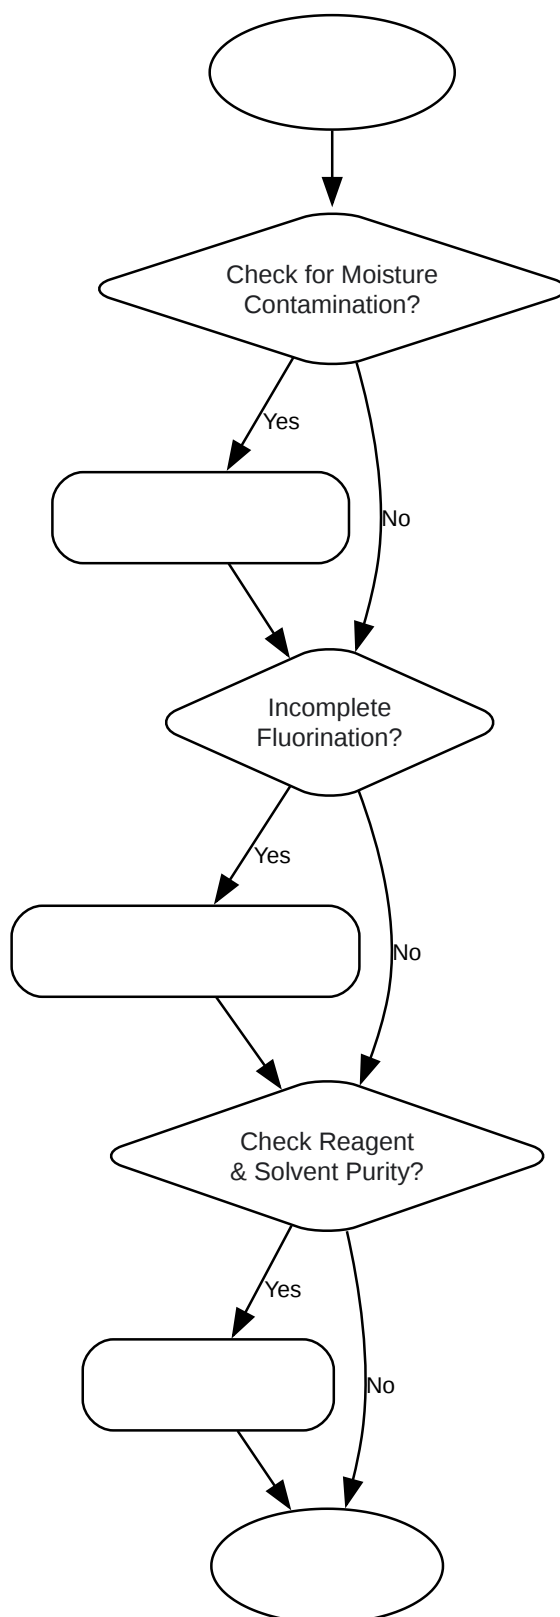 Check for Moisture
Contamination?
Yes
No
Incomplete
Fluorination?
Yes
No
Check Reagent
& Solvent Purity?
Yes
No